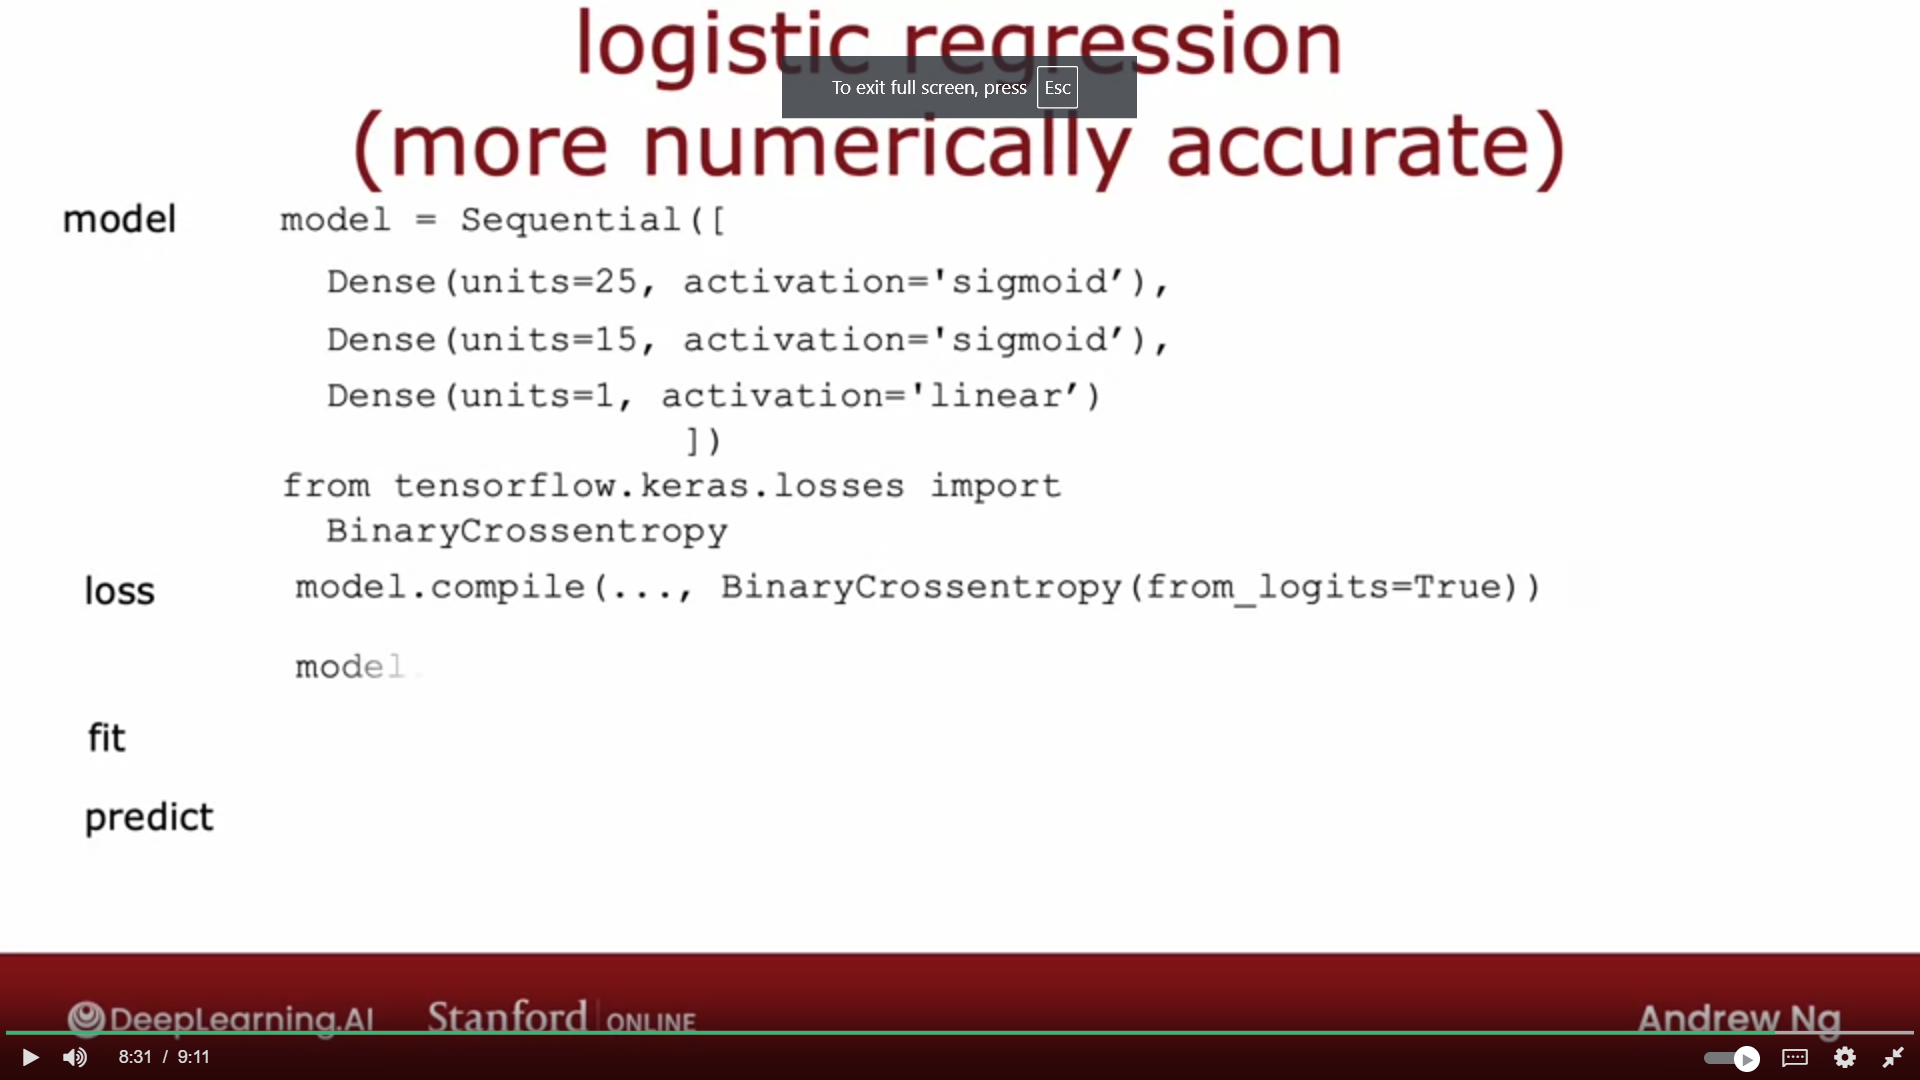 logistic regression
To exit full screen, press Esc
(more numerically accurate)
model model = Sequential([
Dense(units=25, activation='sigmoid’),
Dense(units=15, activation='sigmoid’),
Dense(units=1, activation='linear’)
])
from tensorflow.keras.losses import
BinaryCrossentropy
loss model.compile(..., BinaryCrossentropy(from_logits=True))
model.
fit
predict
DeepLearning.AI Stanford ONLINE Andrew Ng
8:31 / 9:11